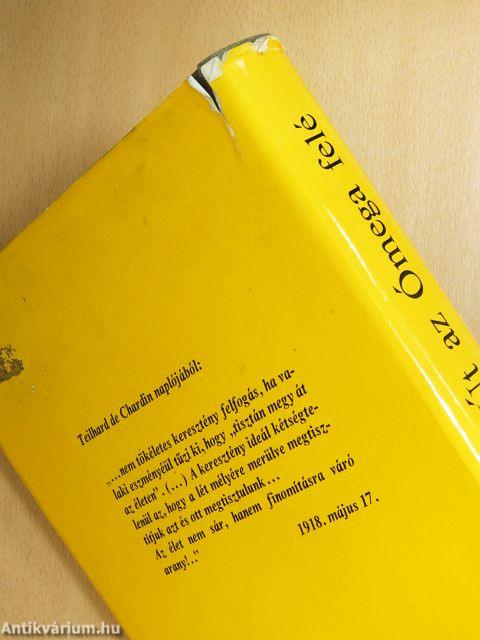 Út az Ómega felé
Teilhard de Chardin naplójából:
"...nem tökéletes keresztény felfogás, ha va-
laki eszményéül tűzi ki, hogy „tisztán megy át
az életen”. (...) A keresztény ideál kétségte-
lenül az, hogy a lét mélyére merülve megtisz-
títjuk azt és ott megtisztulunk...
Az élet nem sár, hanem finomításra váró
arany!.."
1918. május 17.
Antikvárium.hu